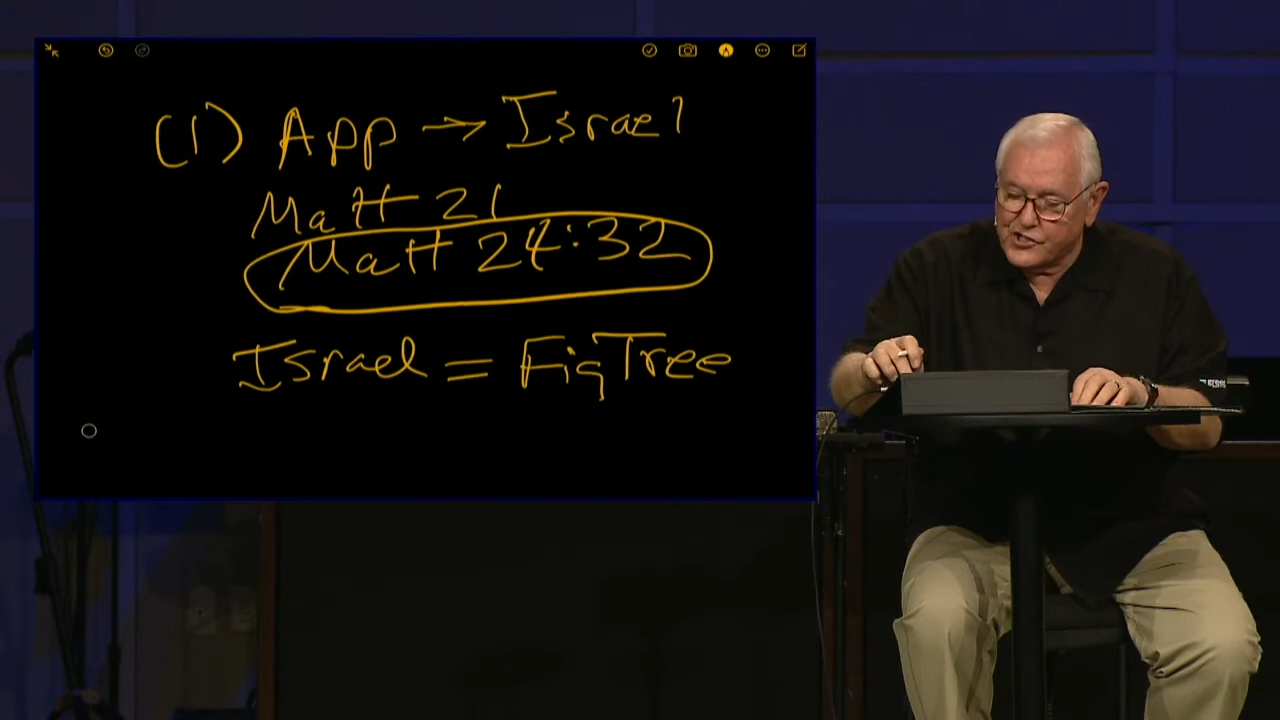 (1) App → Israel
Matt 21
Matt 24:32
Israel = Fig Tree